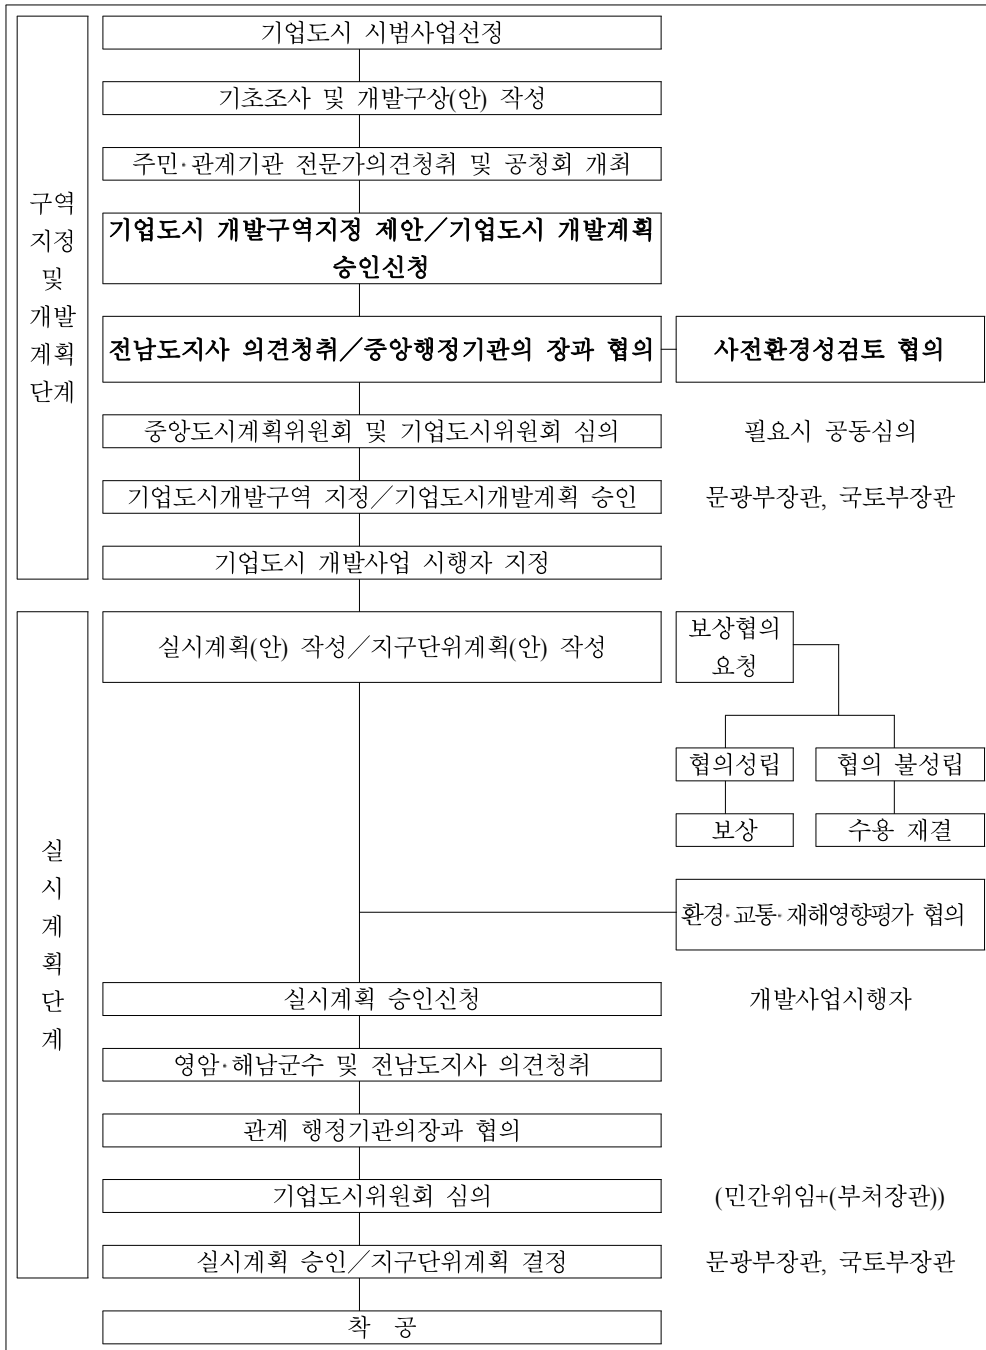 기업도시 시범사업선정
기초조사 및 개발구상(안) 작성
주민·관계기관 전문가의견청취 및 공청회 개최
구역
지정
및
개발
계획
단계
기업도시 개발구역지정 제안／기업도시 개발계획
승인신청
전남도지사 의견청취／중앙행정기관의 장과 협의
사전환경성검토 협의
중앙도시계획위원회 및 기업도시위원회 심의
필요시 공동심의
기업도시개발구역 지정／기업도시개발계획 승인
문광부장관, 국토부장관
기업도시 개발사업 시행자 지정
실시계획(안) 작성／지구단위계획(안) 작성
보상협의
요청
협의성립
협의 불성립
보상
수용 재결
실
시
계
획
단
계
환경·교통·재해영향평가 협의
실시계획 승인신청
개발사업시행자
영암·해남군수 및 전남도지사 의견청취
관계 행정기관의장과 협의
기업도시위원회 심의
(민간위임+(부처장관))
실시계획 승인／지구단위계획 결정
문광부장관, 국토부장관
착 공